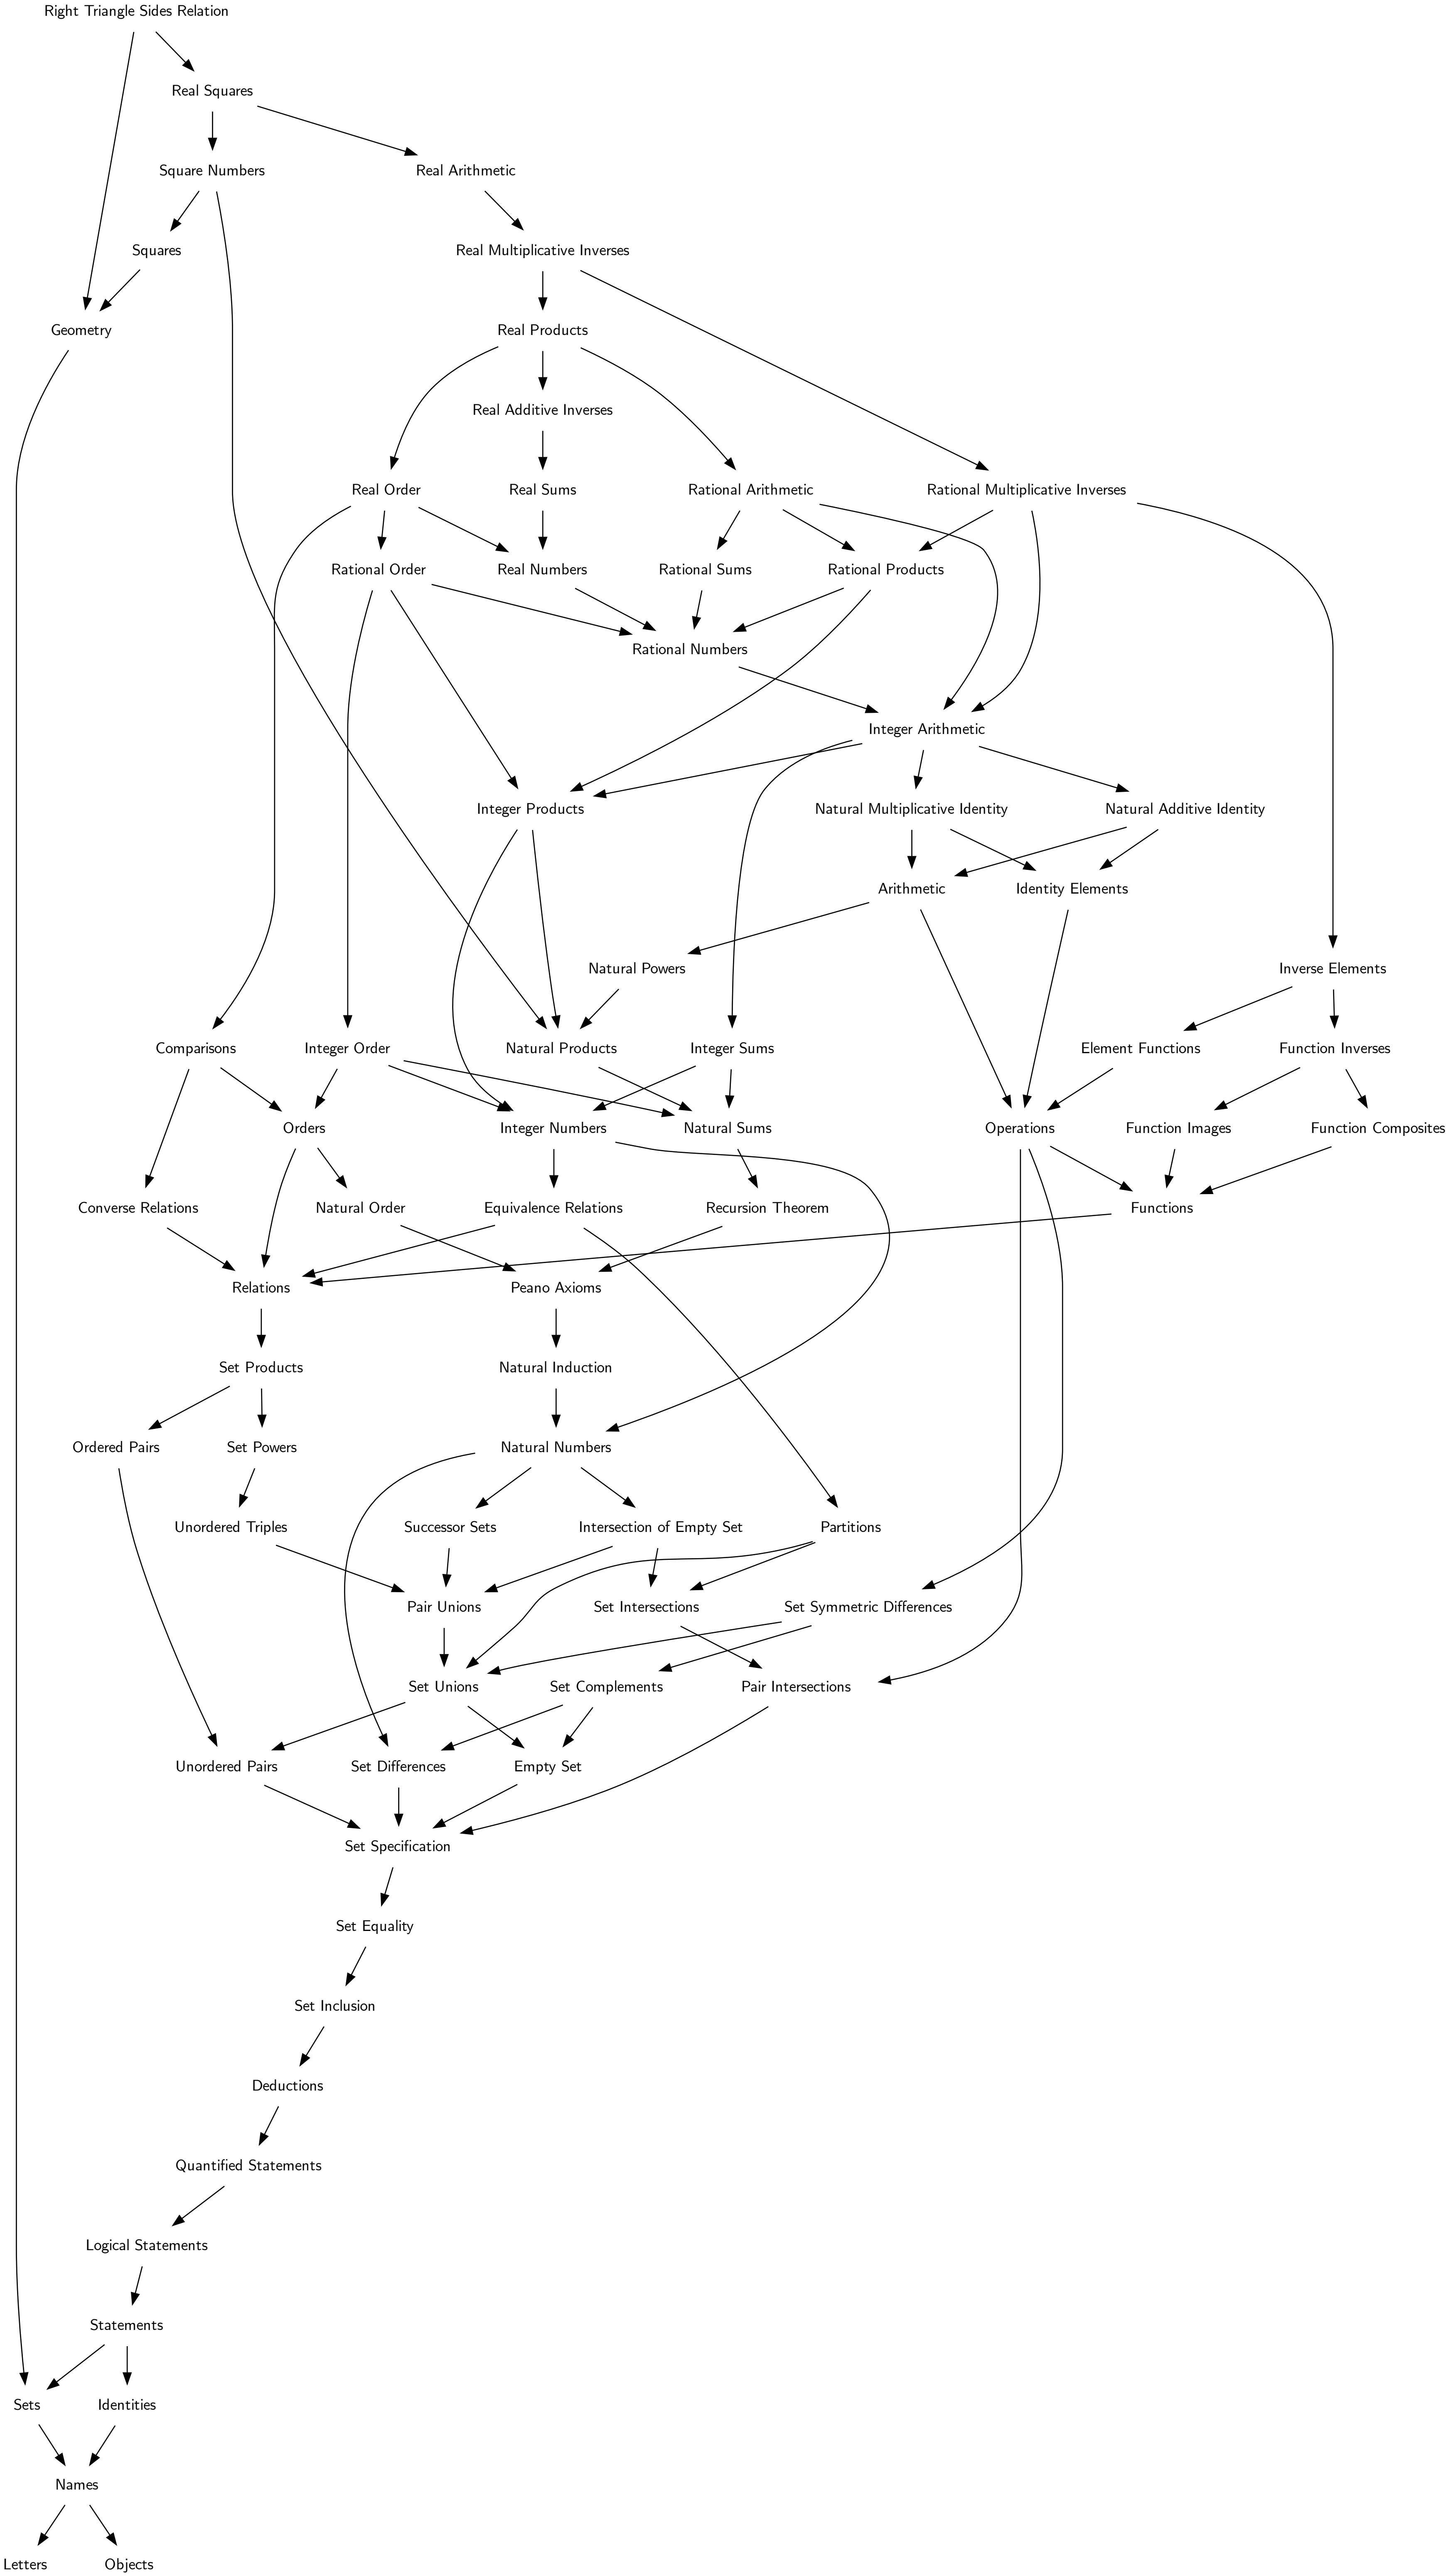 Right Triangle Sides Relation
Real Squares
Square Numbers
Real Arithmetic
Squares
Real Multiplicative Inverses
Geometry
Real Products
Real Additive Inverses
Real Order
Real Sums
Rational Arithmetic
Rational Multiplicative Inverses
Rational Order
Real Numbers
Rational Sums
Rational Products
Rational Numbers
Integer Arithmetic
Integer Products
Natural Multiplicative Identity
Natural Additive Identity
Arithmetic
Identity Elements
Natural Powers
Inverse Elements
Comparisons
Integer Order
Natural Products
Integer Sums
Element Functions
Function Inverses
Orders
Integer Numbers
Natural Sums
Operations
Function Images
Function Composites
Converse Relations
Natural Order
Equivalence Relations
Recursion Theorem
Functions
Relations
Peano Axioms
Set Products
Natural Induction
Ordered Pairs
Set Powers
Natural Numbers
Unordered Triples
Successor Sets
Intersection of Empty Set
Partitions
Pair Unions
Set Intersections
Set Symmetric Differences
Set Unions
Set Complements
Pair Intersections
Unordered Pairs
Set Differences
Empty Set
Set Specification
Set Equality
Set Inclusion
Deductions
Quantified Statements
Logical Statements
Statements
Sets
Identities
Names
Letters
Objects